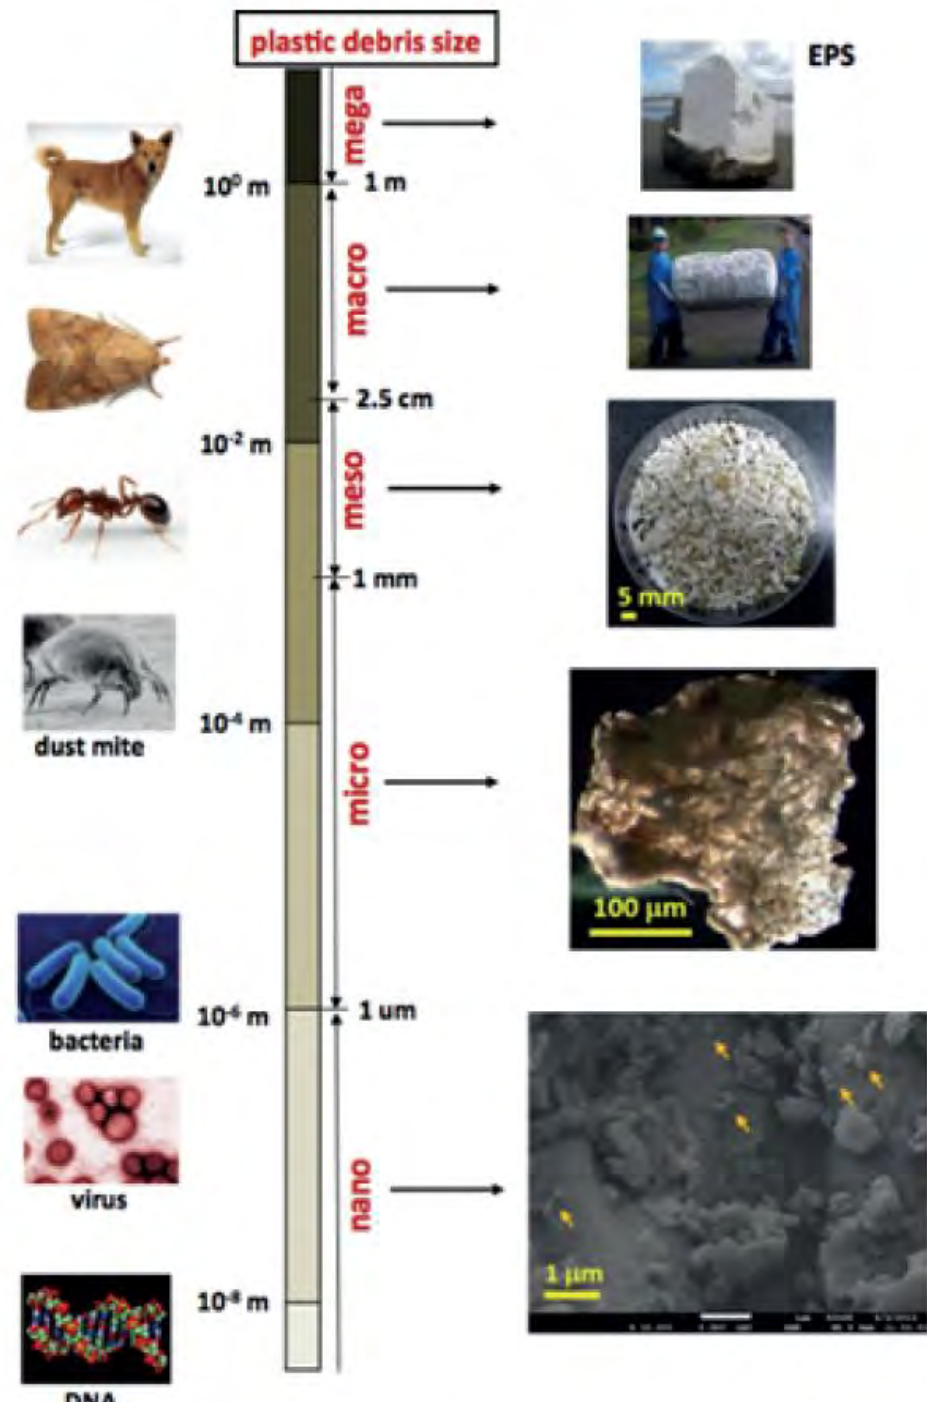 plastic debris size
EPS
mega
10⁰ m
1 m
macro
2.5 cm
10⁻² m
meso
1 mm
5 mm
10⁻⁴ m
dust mite
micro
100 μm
10⁻⁶ m
1 um
bacteria
virus
nano
1 μm
10⁻⁸ m
DNA